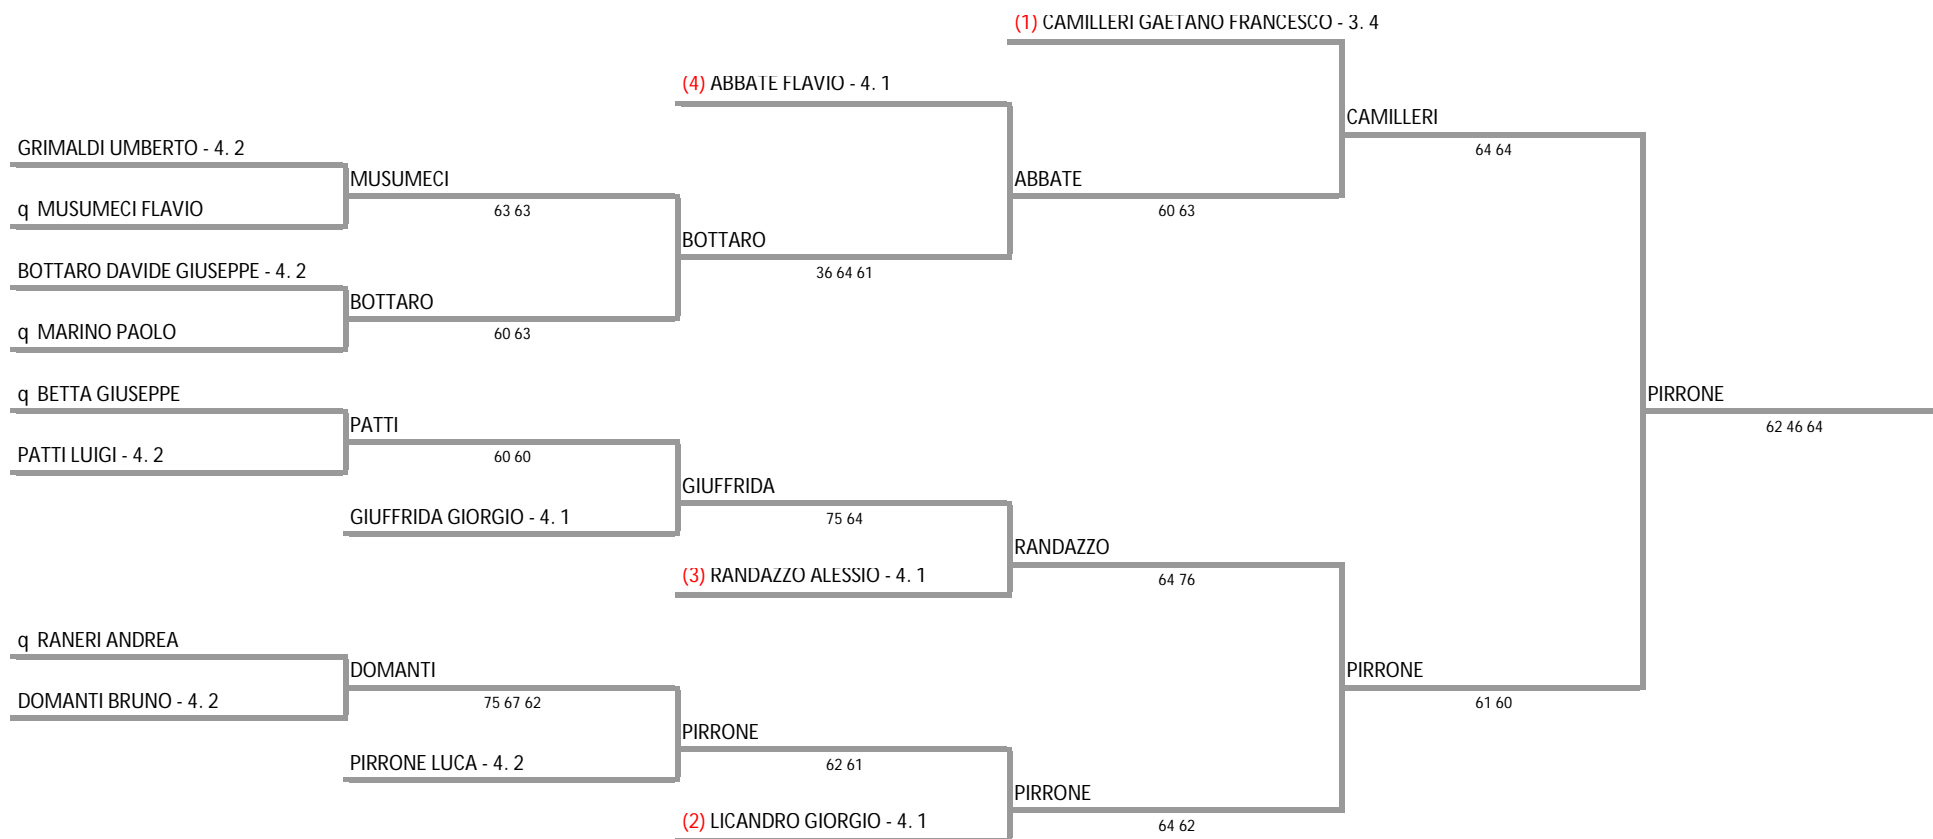 (1) CAMILLERI GAETANO FRANCESCO - 3. 4
(4) ABBATE FLAVIO - 4. 1
CAMILLERI
GRIMALDI UMBERTO - 4. 2
64 64
MUSUMECI
ABBATE
q MUSUMECI FLAVIO
63 63
60 63
BOTTARO
BOTTARO DAVIDE GIUSEPPE - 4. 2
36 64 61
BOTTARO
q MARINO PAOLO
60 63
q BETTA GIUSEPPE
PIRRONE
PATTI
62 46 64
PATTI LUIGI - 4. 2
60 60
GIUFFRIDA
GIUFFRIDA GIORGIO - 4. 1
75 64
RANDAZZO
(3) RANDAZZO ALESSIO - 4. 1
64 76
q RANERI ANDREA
DOMANTI
PIRRONE
DOMANTI BRUNO - 4. 2
75 67 62
61 60
PIRRONE
PIRRONE LUCA - 4. 2
62 61
PIRRONE
(2) LICANDRO GIORGIO - 4. 1
64 62